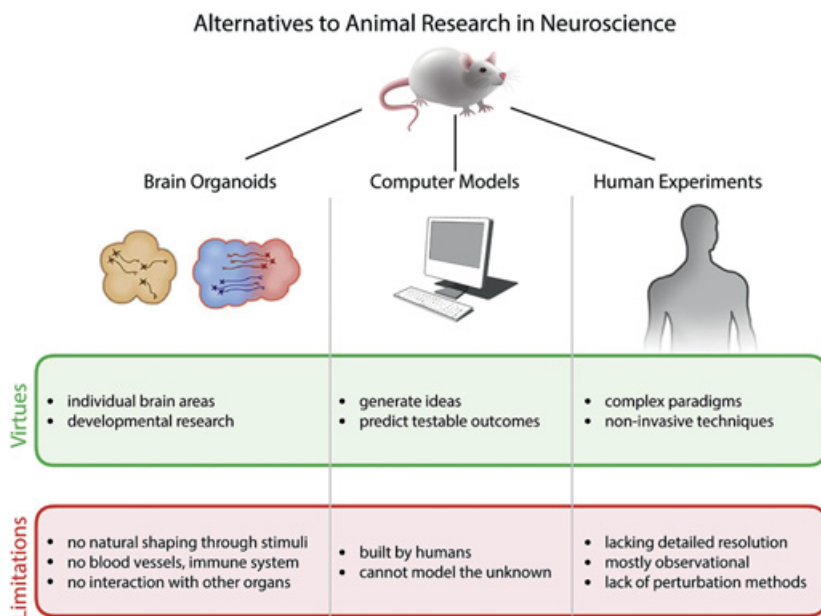 Alternatives to Animal Research in Neuroscience
Brain Organoids
Computer Models
Human Experiments
Virtues
• individual brain areas
• developmental research
• generate ideas
• predict testable outcomes
• complex paradigms
• non-invasive techniques
Limitations
• no natural shaping through stimuli
• no blood vessels, immune system
• no interaction with other organs
• built by humans
• cannot model the unknown
• lacking detailed resolution
• mostly observational
• lack of perturbation methods